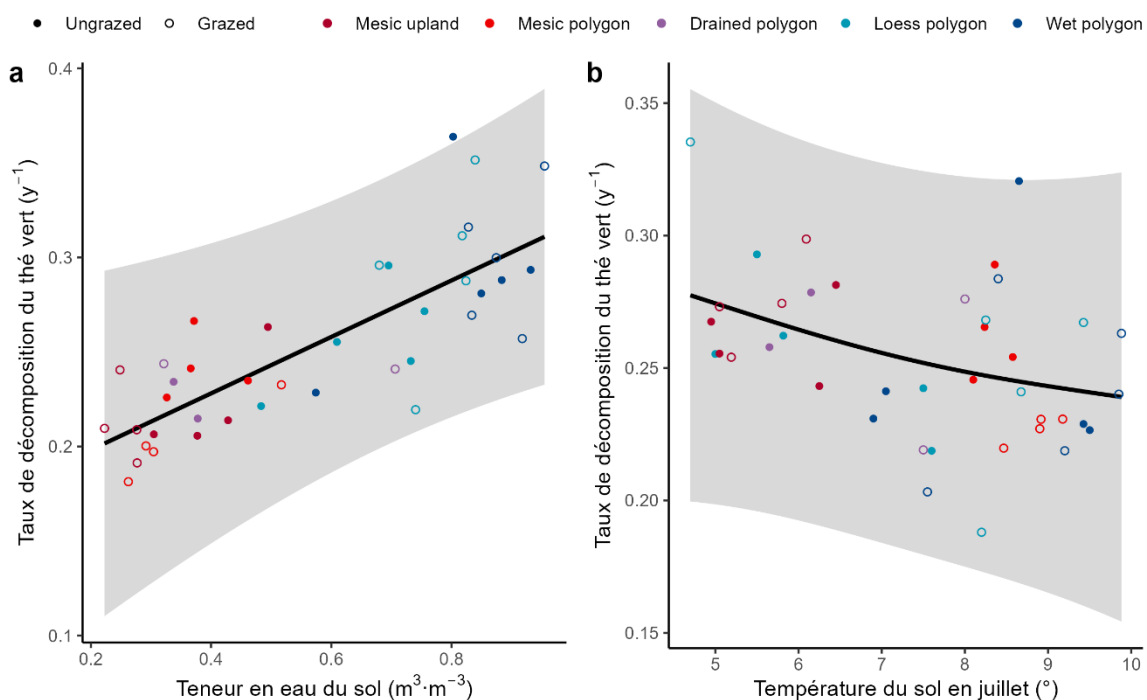 Ungrazed Grazed Mesic upland Mesic polygon Drained polygon Loess polygon Wet polygon
a
Taux de décomposition du thé vert (y⁻¹)
0.4
0.3
0.2
0.1
0.2 0.4 0.6 0.8
Teneur en eau du sol (m³·m⁻³)
b
Taux de décomposition du thé vert (y⁻¹)
0.35
0.30
0.25
0.20
0.15
5 6 7 8 9 10
Température du sol en juillet (°)